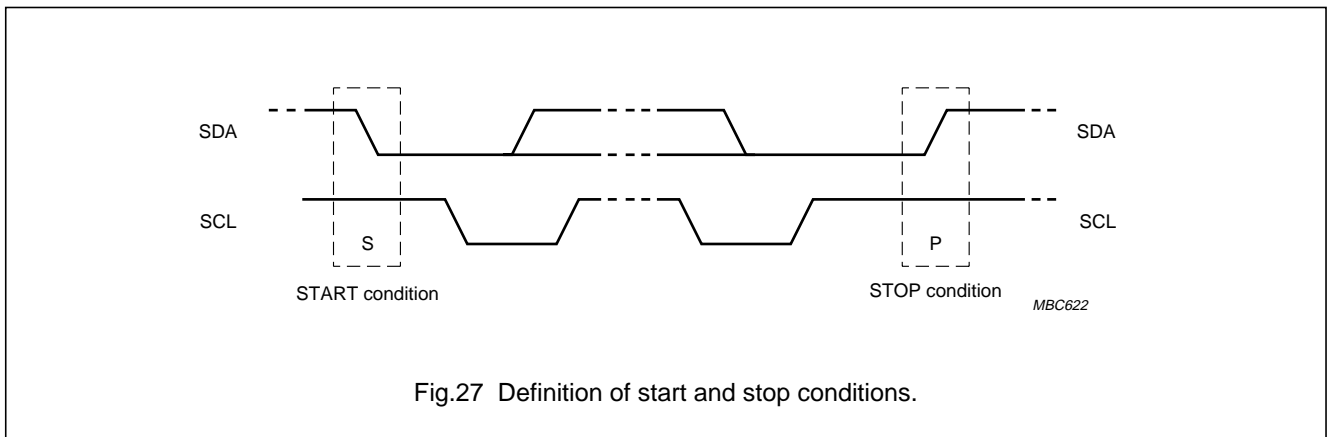 SDA
SDA
SCL
SCL
S
P
START condition
STOP condition
MBC622
Fig.27 Definition of start and stop conditions.